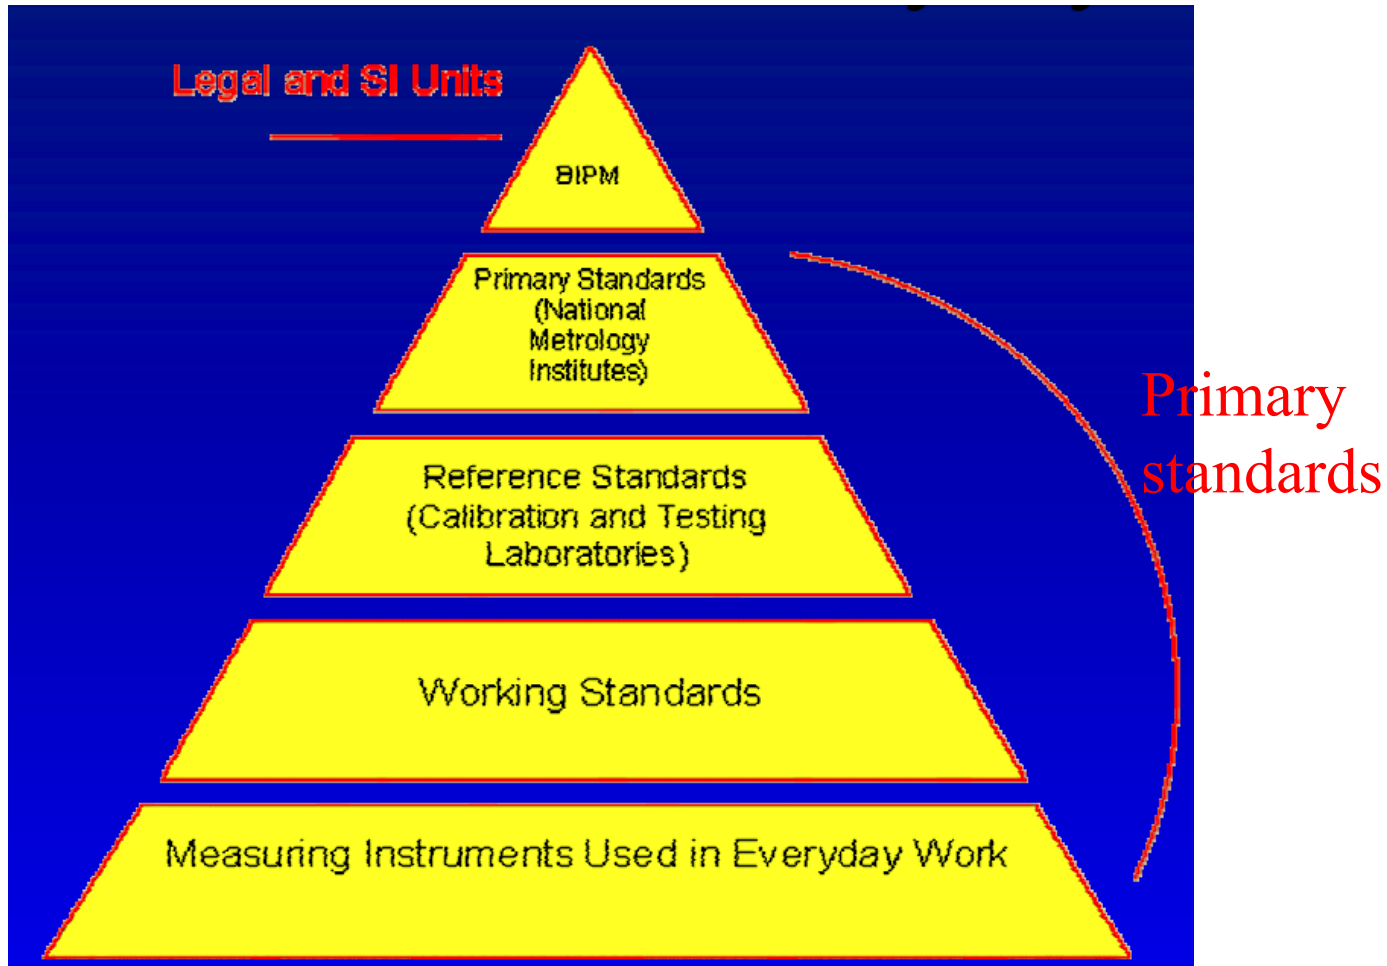 Legal and SI Units
BIPM
Primary Standards
(National
Metrology
Institutes)
Primary
standards
Reference Standards
(Calibration and Testing
Laboratories)
Working Standards
Measuring Instruments Used in Everyday Work